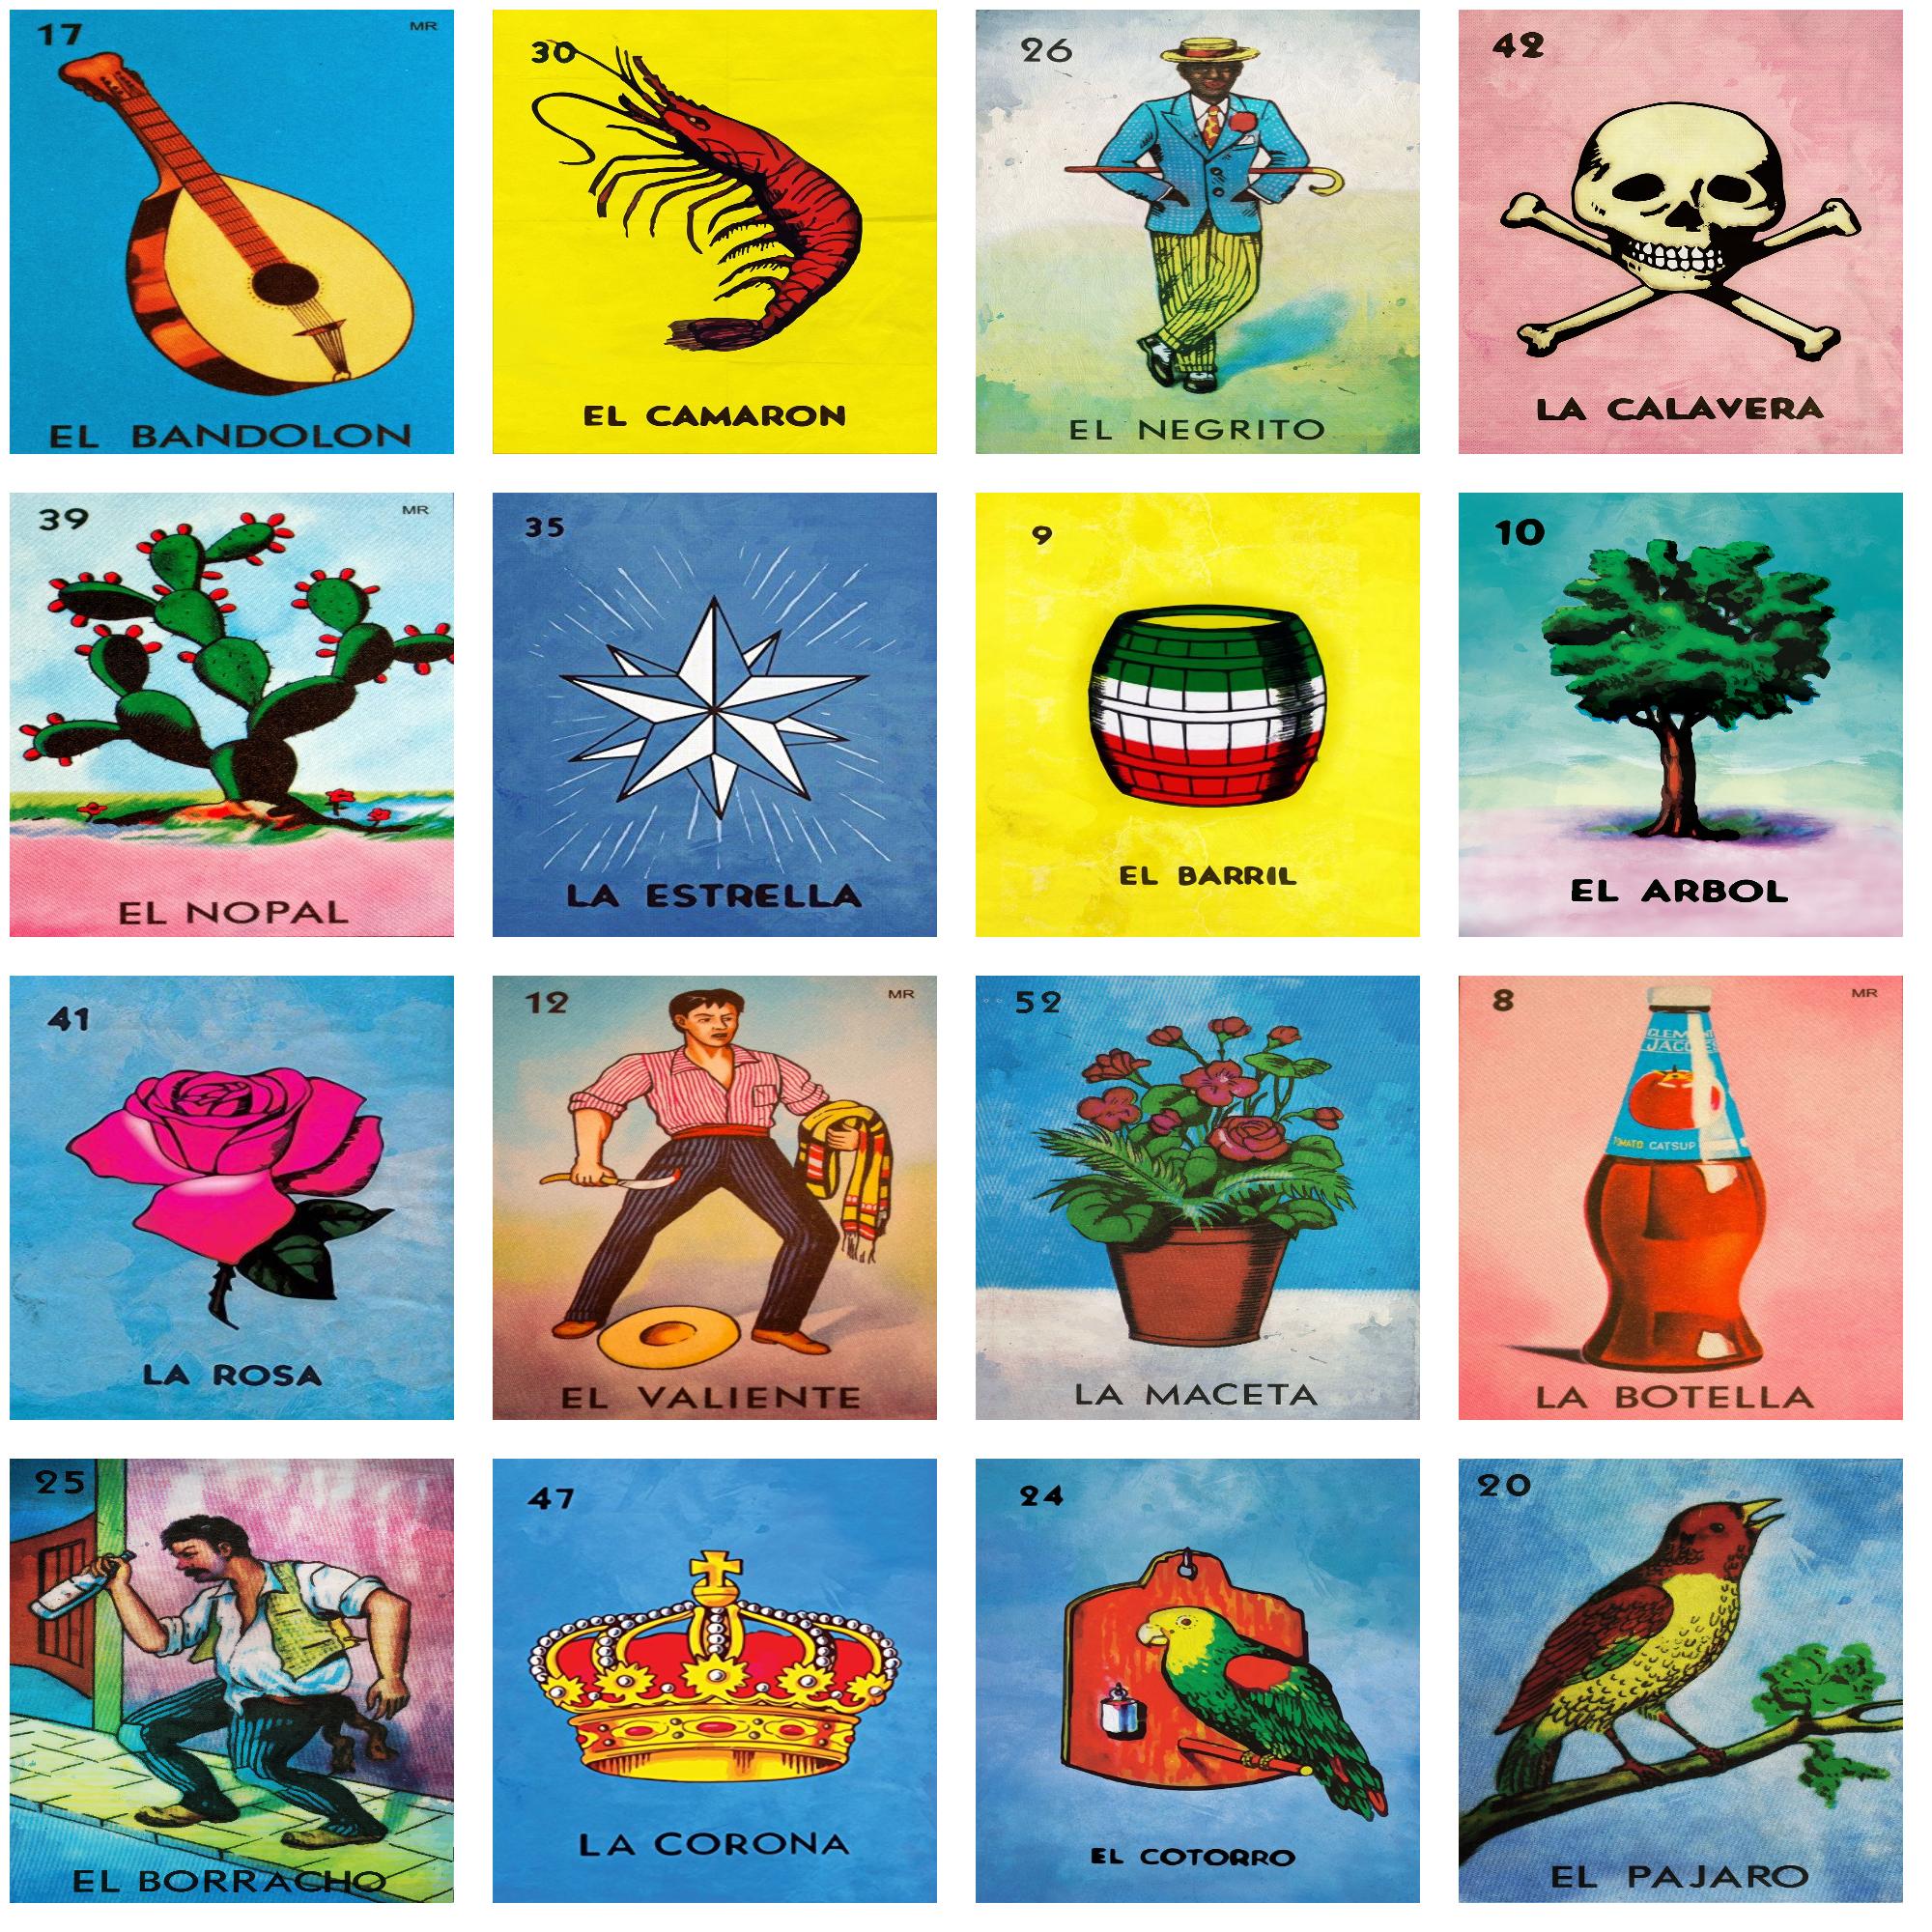 17 MR
EL BANDOLON
30
EL CAMARON
26
EL NEGRITO
42
LA CALAVERA
39 MR
EL NOPAL
35
LA ESTRELLA
9
EL BARRIL
10
EL ARBOL
41
LA ROSA
12 MR
EL VALIENTE
52
LA MACETA
8 MR
TOMATO CATSUP
LA BOTELLA
25
EL BORRACHO
47
LA CORONA
24
EL COTORRO
20
EL PAJARO